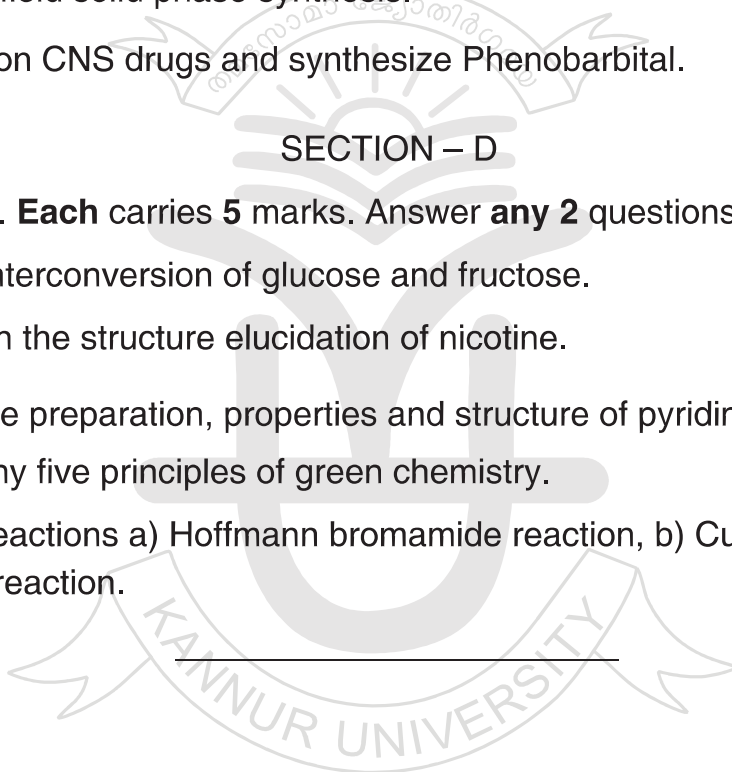 solid phase synthesis.
on CNS drugs and synthesize Phenobarbital.
SECTION – D
. Each carries 5 marks. Answer any 2 questions
nterconversion of glucose and fructose.
n the structure elucidation of nicotine.
e preparation, properties and structure of pyridin
ny five principles of green chemistry.
eactions a) Hoffmann bromamide reaction, b) Cu
reaction.
KANNUR UNIVERSITY